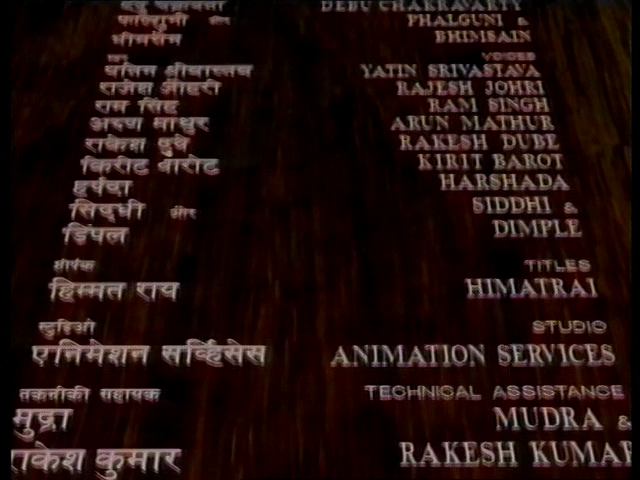 DEBU CHAKRAVARTY
फाल्गुनी और PHALGUNI &
भीमसैन BHIMSAIN
VOICES
यतिन श्रीवास्तव YATIN SRIVASTAVA
राजेश जौहरी RAJESH JOHRI
राम सिंह RAM SINGH
अरुण माथुर ARUN MATHUR
राकेश दुबे RAKESH DUBE
किरीट बारोट KIRIT BAROT
हर्षदा HARSHADA
सिद्धी और SIDDHI &
डिंपल DIMPLE
शीर्षक TITLES
हिम्मत राय HIMATRAI
स्टुडिओ STUDIO
एनिमेशन सर्व्हिसेस ANIMATION SERVICES
तकनीकी सहायक TECHNICAL ASSISTANCE
मुद्रा MUDRA &
राकेश कुमार RAKESH KUMAR